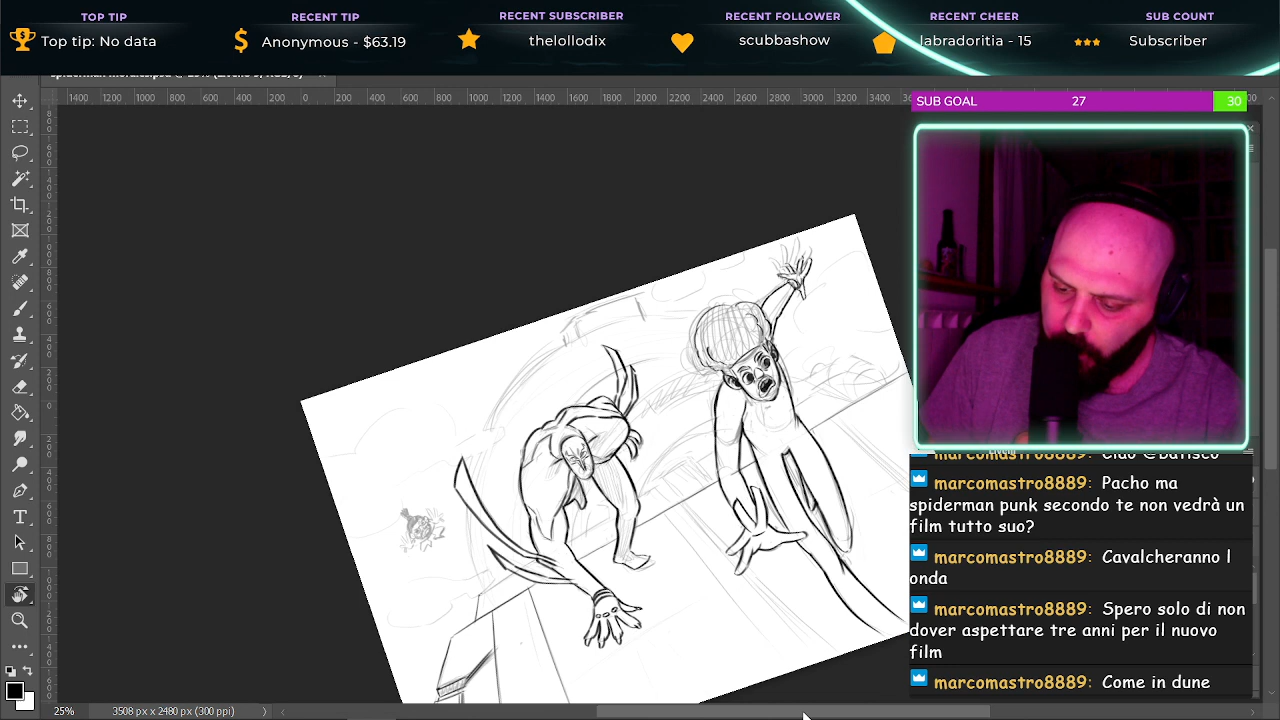 TOP TIP
Top tip: No data
RECENT TIP
Anonymous - $63.19
RECENT SUBSCRIBER
thelollodix
RECENT FOLLOWER
scubbashow
RECENT CHEER
labradoritia - 15
SUB COUNT
Subscriber
1400 1200 1000 800 600 400 200 0 200 400 600 800 1000 1200 1400 1600 1800 2000 2200 2400 2600 2800 3000 3200 3400 3600
SUB GOAL 27 30
marcomastro8889: Ciao @Darisco
marcomastro8889: Pacho ma
spiderman punk secondo te non vedrà un
film tutto suo?
marcomastro8889: Cavalcheranno l
onda
marcomastro8889: Spero solo di non
dover aspettare tre anni per il nuovo
film
marcomastro8889: Come in dune
25% 3508 px x 2480 px (300 ppi)